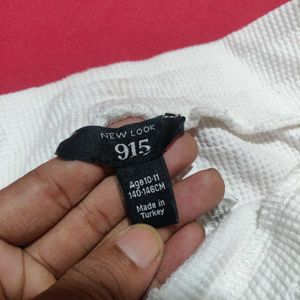 NEW LOOK
915
Age10-11
140-146CM
Made in
Turkey